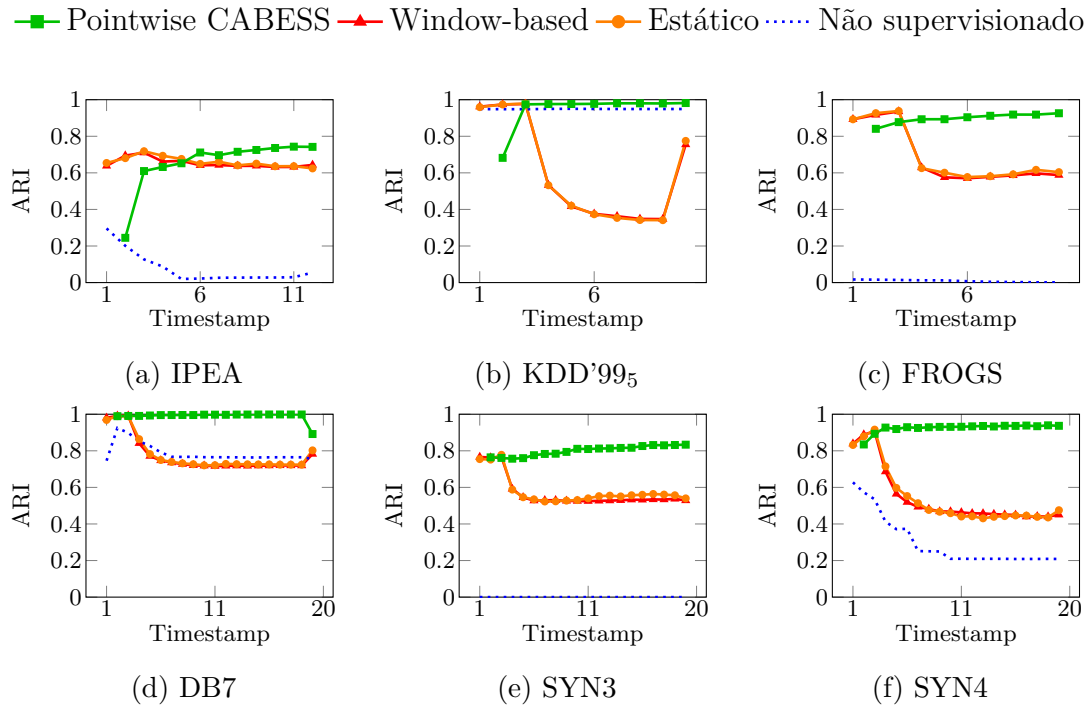 Pointwise CABESS Window-based Estático Não supervisionado
1
0.8
0.6
0.4
0.2
0
ARI
1 6 11
Timestamp
(a) IPEA
1
0.8
0.6
0.4
0.2
0
ARI
1 6
Timestamp
(b) KDD'99₅
1
0.8
0.6
0.4
0.2
0
ARI
1 6
Timestamp
(c) FROGS
1
0.8
0.6
0.4
0.2
0
ARI
1 11 20
Timestamp
(d) DB7
1
0.8
0.6
0.4
0.2
0
ARI
1 11 20
Timestamp
(e) SYN3
1
0.8
0.6
0.4
0.2
0
ARI
1 11 20
Timestamp
(f) SYN4